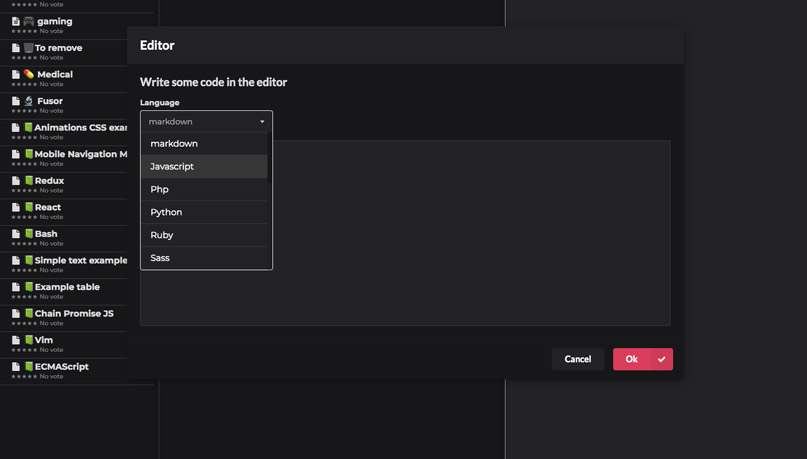 No vote
gaming
No vote
To remove
No vote
Medical
No vote
Fusor
No vote
Animations CSS exa
No vote
Mobile Navigation M
No vote
Redux
No vote
React
No vote
Bash
No vote
Simple text example
No vote
Example table
No vote
Chain Promise JS
No vote
Vim
No vote
ECMAScript
No vote
Editor
Write some code in the editor
Language
markdown
markdown
Javascript
Php
Python
Ruby
Sass
Cancel
Ok